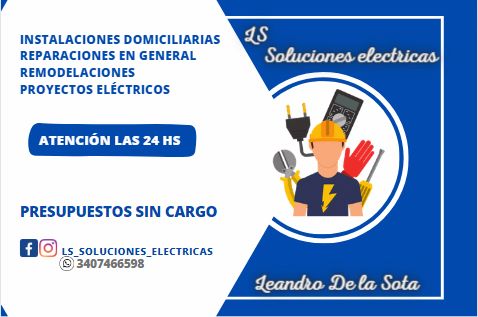 INSTALACIONES DOMICILIARIAS
REPARACIONES EN GENERAL
REMODELACIONES
PROYECTOS ELÉCTRICOS
ATENCIÓN LAS 24 HS
PRESUPUESTOS SIN CARGO
LS_SOLUCIONES_ELECTRICAS
3407466598
LS
Soluciones electricas
Leandro De la Sota